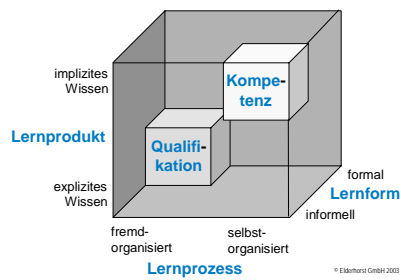 implizites
Wissen
Kompe-
tenz
Lernprodukt
Qualifi-
kation
explizites
Wissen
formal
Lernform
informell
fremd-
organisiert
selbst-
organisiert
Lernprozess
© Elderhorst GmbH 2003